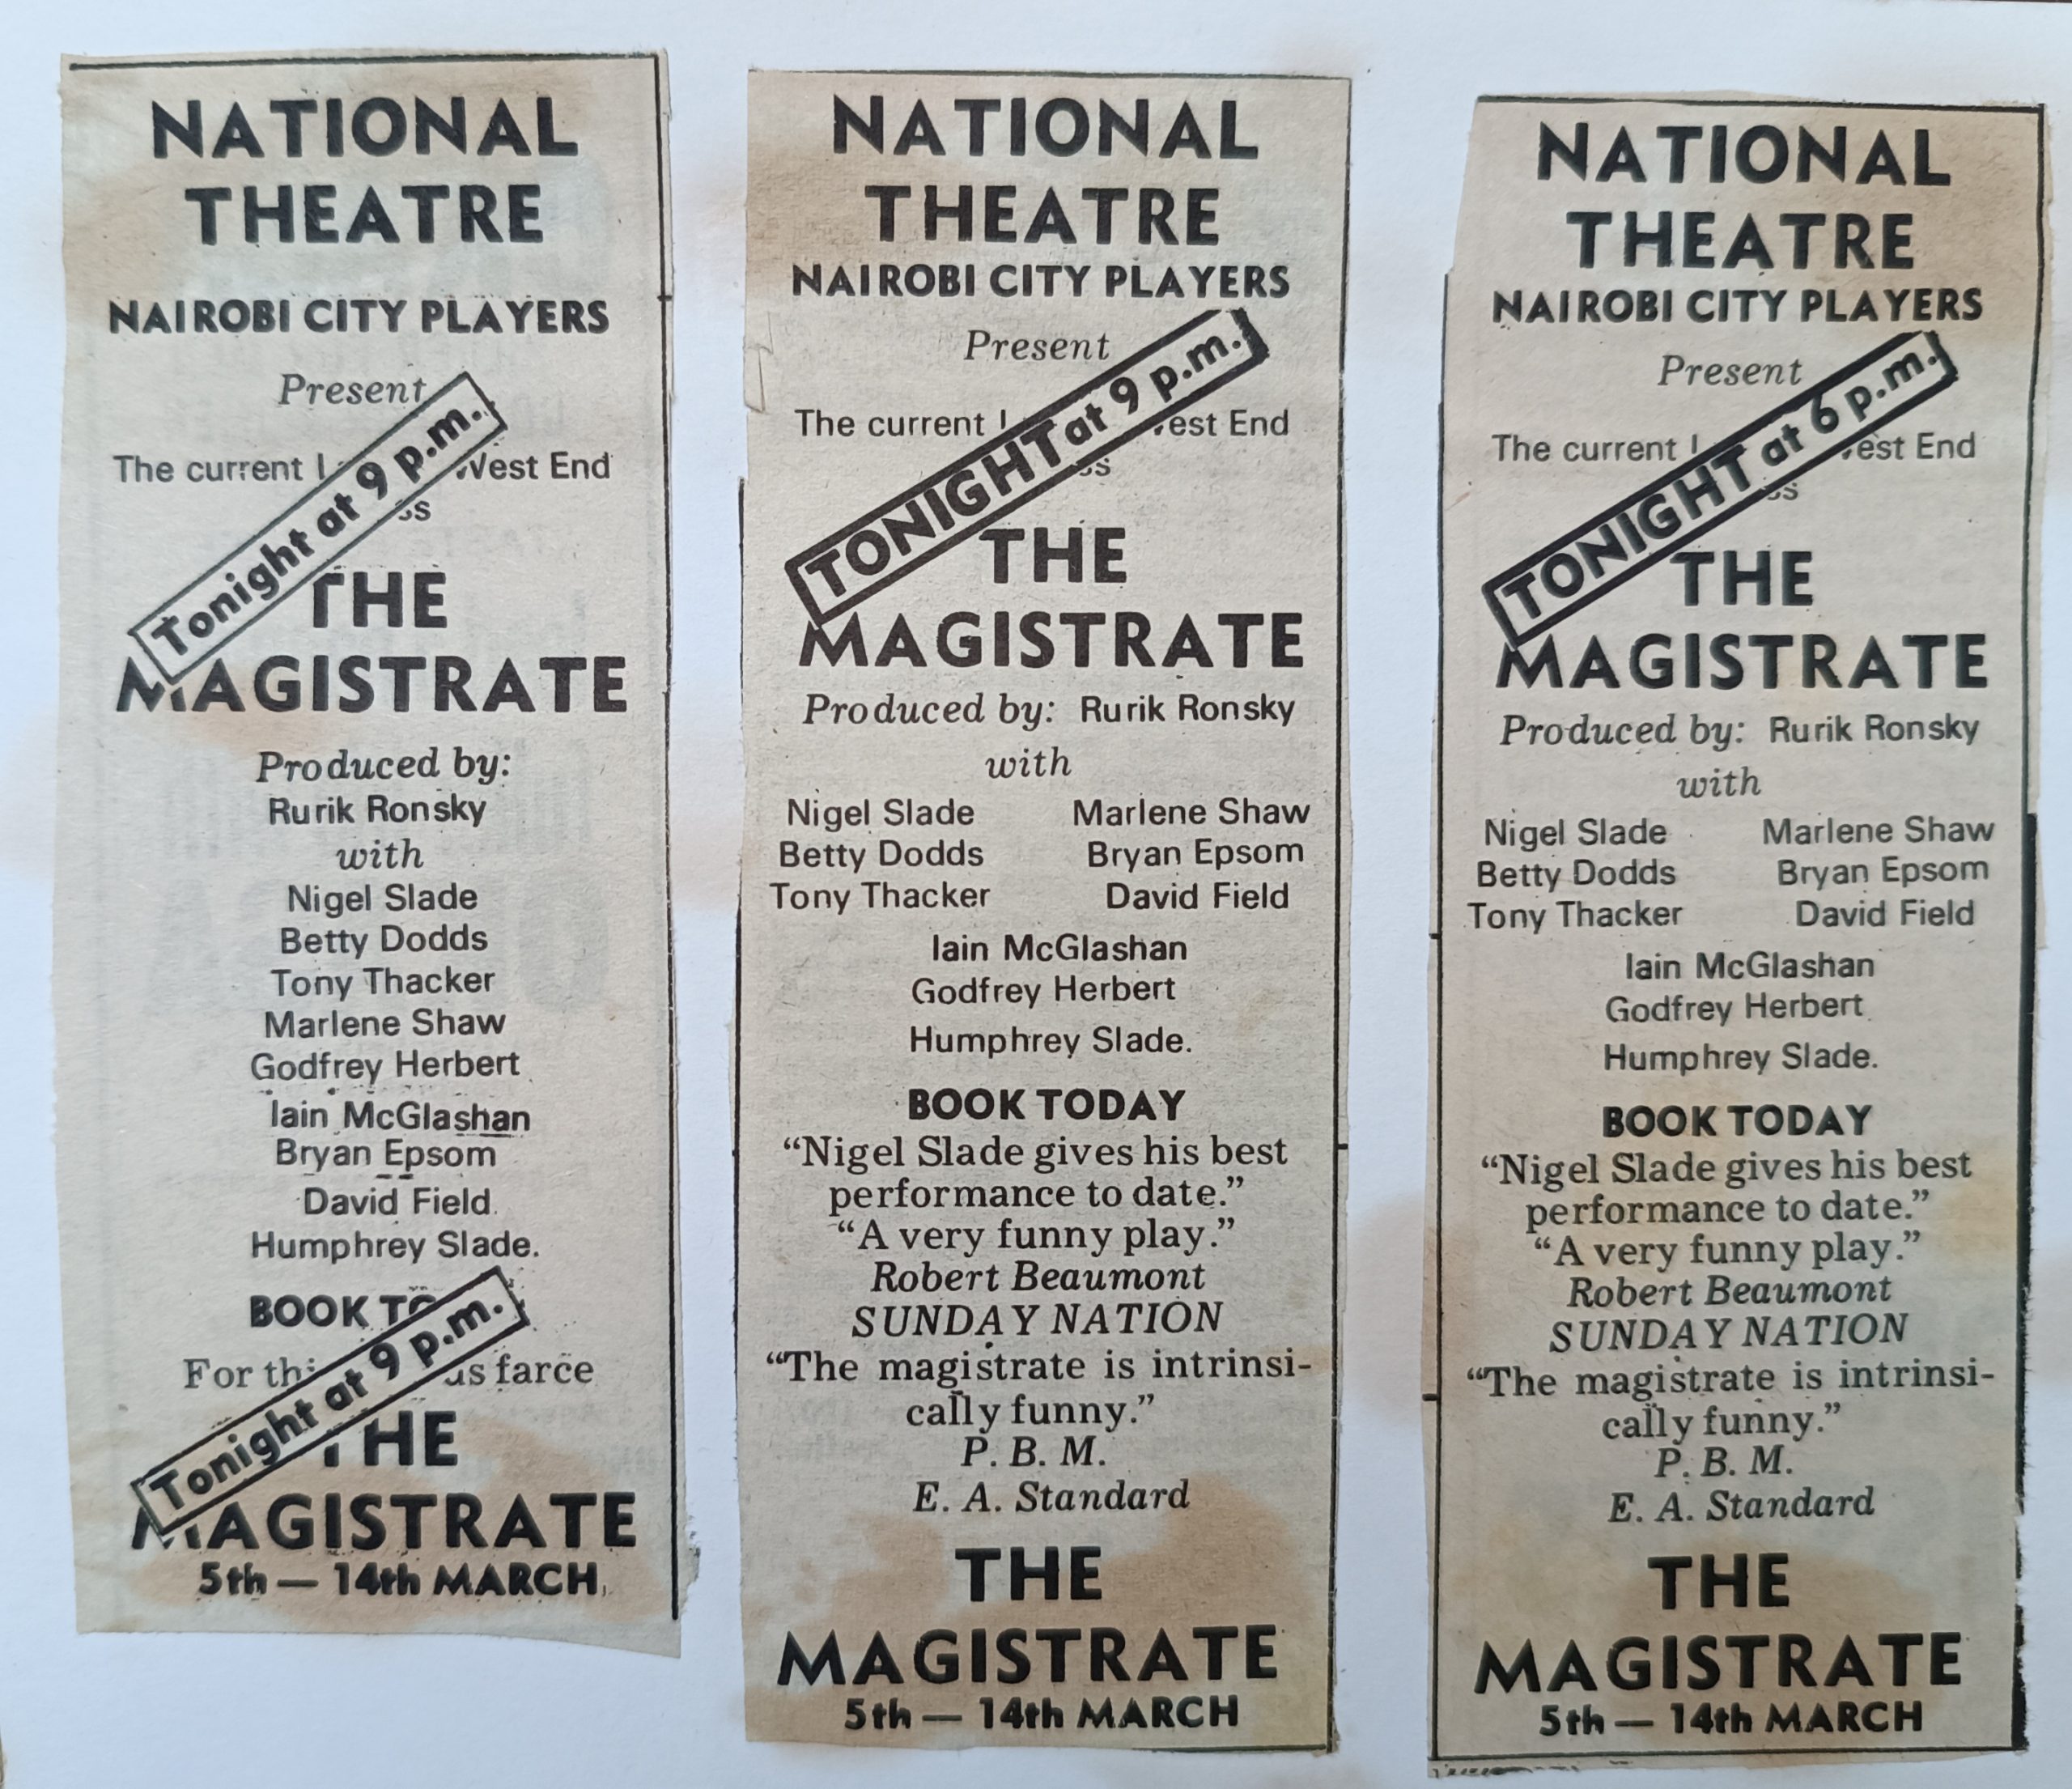 NATIONAL
THEATRE
NAIROBI CITY PLAYERS
Present
Tonight at 9 p.m.
The current West End
THE
MAGISTRATE
Produced by:
Rurik Ronsky
with
Nigel Slade
Betty Dodds
Tony Thacker
Marlene Shaw
Godfrey Herbert
Iain McGlashan
Bryan Epsom
David Field
Humphrey Slade.
BOOK
Tonight at 9 p.m.
For farce
THE
MAGISTRATE
5th — 14th MARCH
NATIONAL
THEATRE
NAIROBI CITY PLAYERS
Present
TONIGHT at 9 p.m.
The current West End
THE
MAGISTRATE
Produced by: Rurik Ronsky
with
Nigel Slade Marlene Shaw
Betty Dodds Bryan Epsom
Tony Thacker David Field
Iain McGlashan
Godfrey Herbert
Humphrey Slade.
BOOK TODAY
“Nigel Slade gives his best
performance to date.”
“A very funny play.”
Robert Beaumont
SUNDAY NATION
“The magistrate is intrinsi-
cally funny.”
P. B. M.
E. A. Standard
THE
MAGISTRATE
5th — 14th MARCH
NATIONAL
THEATRE
NAIROBI CITY PLAYERS
Present
TONIGHT at 6 p.m.
The current West End
THE
MAGISTRATE
Produced by: Rurik Ronsky
with
Nigel Slade Marlene Shaw
Betty Dodds Bryan Epsom
Tony Thacker David Field
Iain McGlashan
Godfrey Herbert
Humphrey Slade.
BOOK TODAY
“Nigel Slade gives his best
performance to date.”
“A very funny play.”
Robert Beaumont
SUNDAY NATION
“The magistrate is intrinsi-
cally funny.”
P. B. M.
E. A. Standard
THE
MAGISTRATE
5th — 14th MARCH